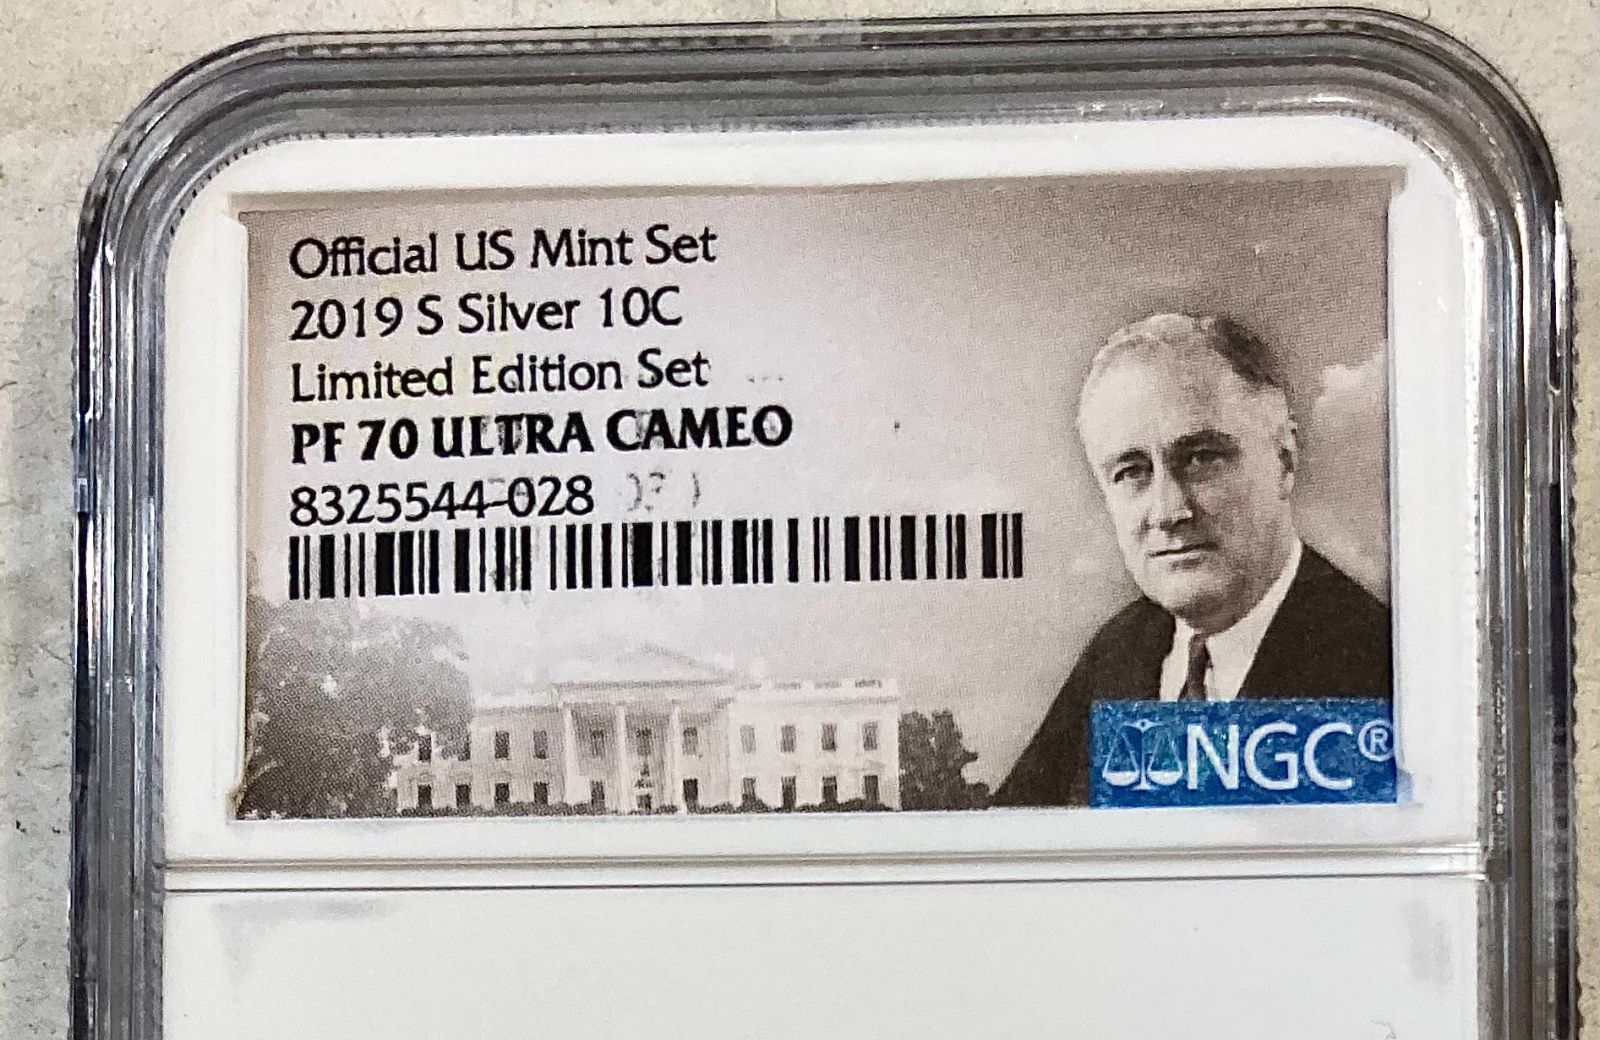 Official US Mint Set
2019 S Silver 10C
Limited Edition Set
PF 70 ULTRA CAMEO
8325544-028
NGC®